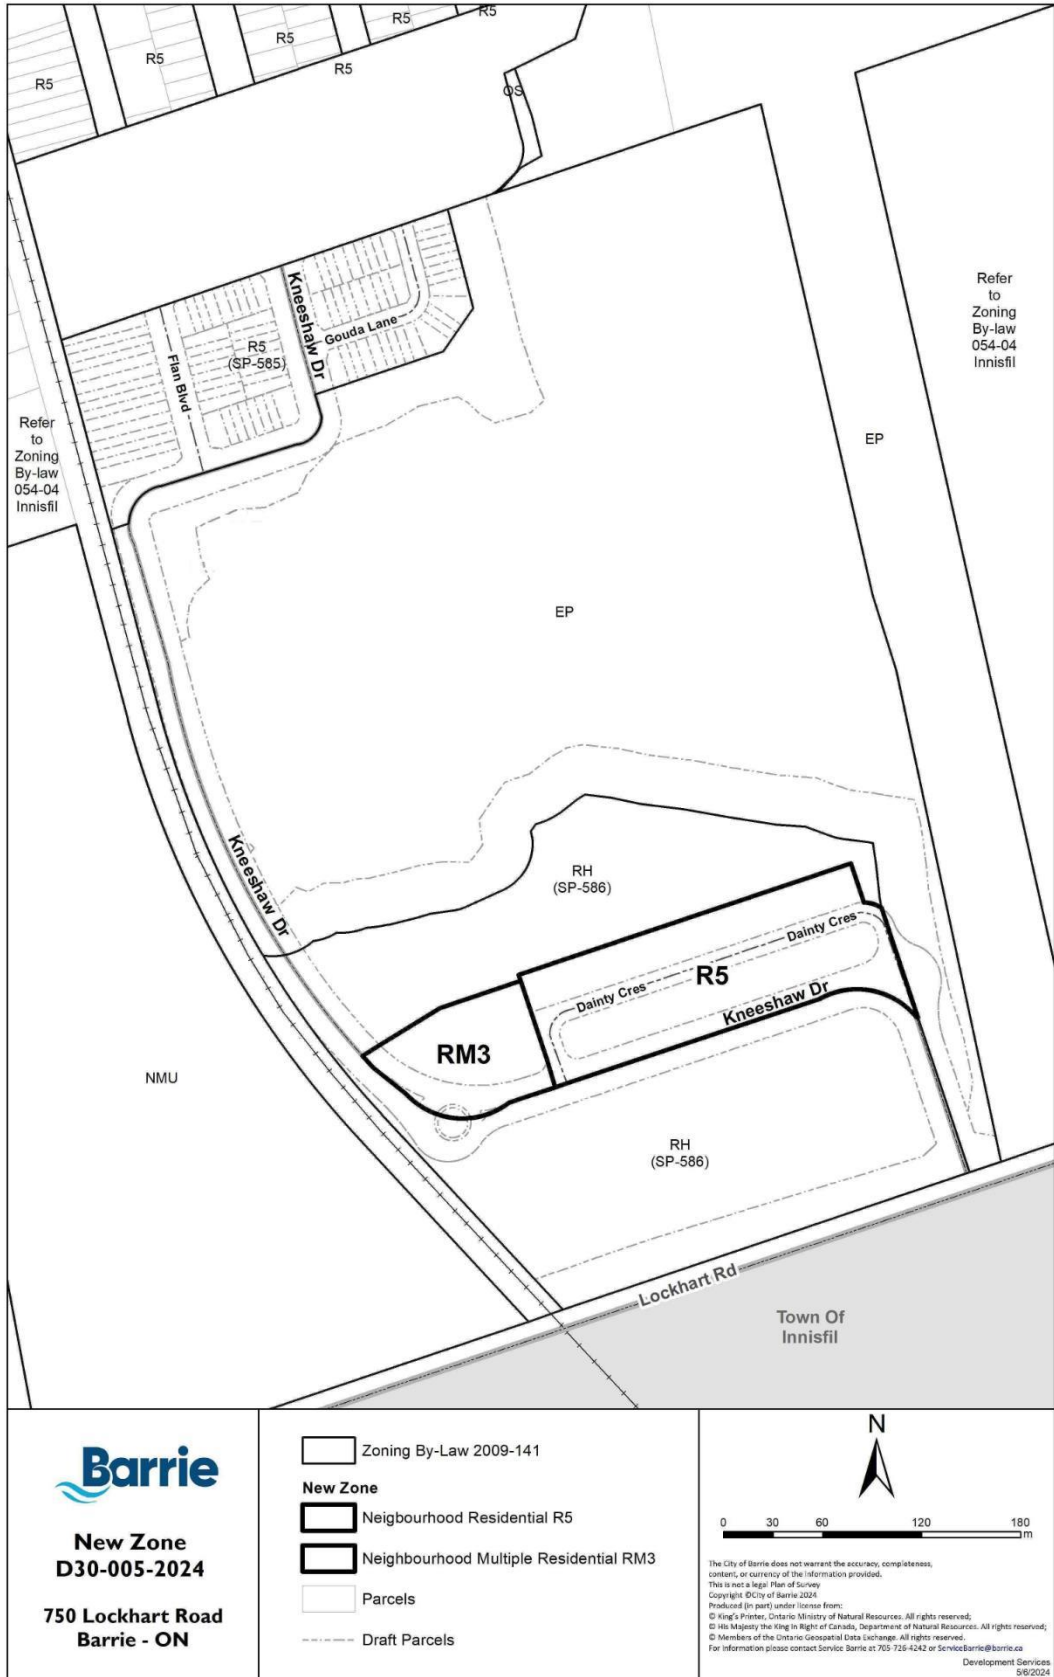 R5
R5
R5
R5
R5
R5
OS
Refer
to
Zoning
By-law
054-04
Innisfil
Kneeshaw Dr
Gouda Lane
R5
(SP-585)
Flan Blvd
Refer
to
Zoning
By-law
054-04
Innisfil
EP
EP
Kneeshaw Dr
RH
(SP-586)
Dainty Cres
R5
Dainty Cres
Kneeshaw Dr
RM3
NMU
RH
(SP-586)
Lockhart Rd
Town Of
Innisfil
Barrie
New Zone
D30-005-2024
750 Lockhart Road
Barrie - ON
Zoning By-Law 2009-141
New Zone
Neigbourhood Residential R5
Neighbourhood Multiple Residential RM3
Parcels
Draft Parcels
N
0 30 60 120 180
m
The City of Barrie does not warrant the accuracy, completeness,
content, or currency of the information provided.
This is not a legal Plan of Survey
Copyright ©City of Barrie 2024
Produced (in part) under license from:
© King's Printer, Ontario Ministry of Natural Resources. All rights reserved;
© His Majesty the King in Right of Canada, Department of Natural Resources. All rights reserved;
© Members of the Ontario Geospatial Data Exchange. All rights reserved.
For information please contact Service Barrie at 705-726-4242 or ServiceBarrie@barrie.ca
Development Services
5/6/2024